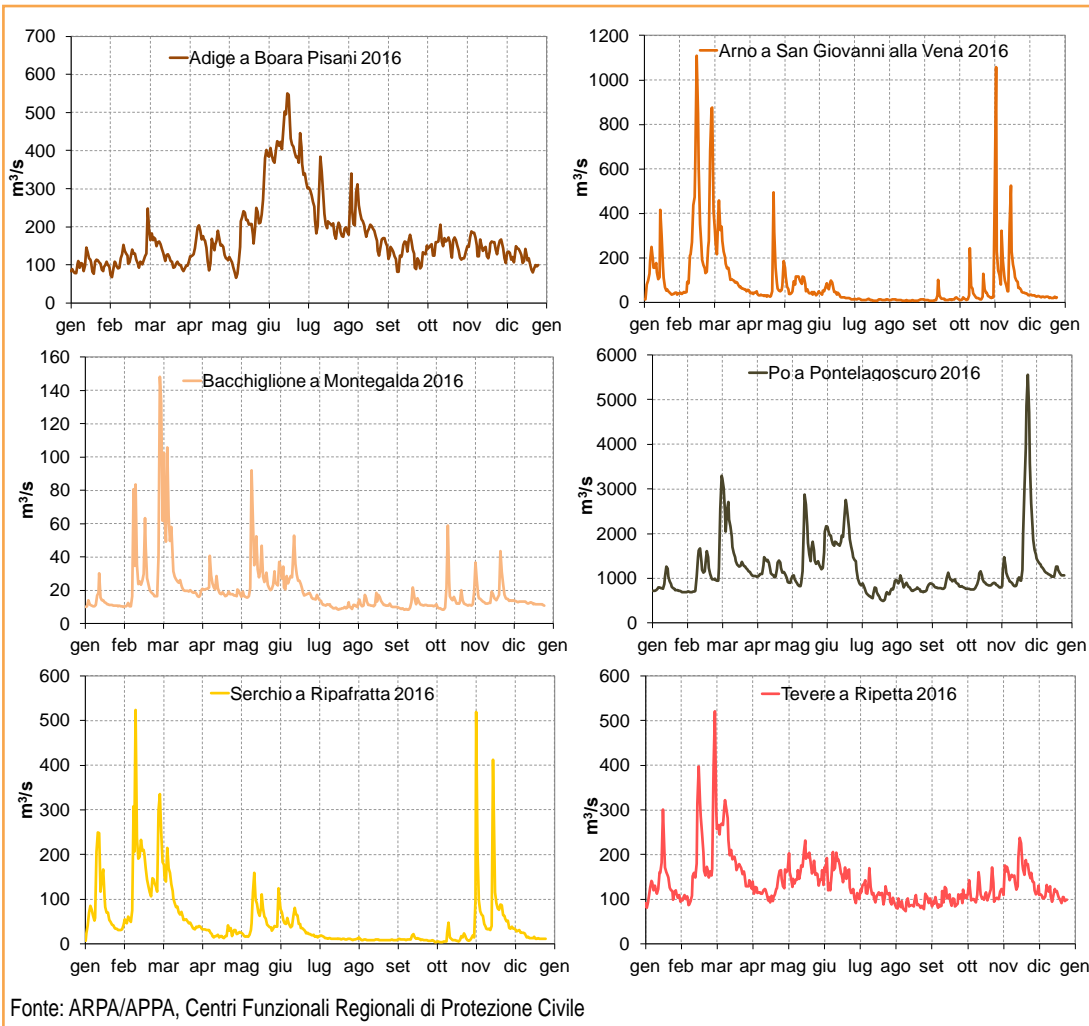 Adige a Boara Pisani 2016
m³/s
700
600
500
400
300
200
100
0
gen feb mar apr mag giu lug ago set ott nov dic gen
Arno a San Giovanni alla Vena 2016
m³/s
1200
1000
800
600
400
200
0
gen feb mar apr mag giu lug ago set ott nov dic gen
Bacchiglione a Montegalda 2016
m³/s
160
140
120
100
80
60
40
20
0
gen feb mar apr mag giu lug ago set ott nov dic gen
Po a Pontelagoscuro 2016
m³/s
6000
5000
4000
3000
2000
1000
0
gen feb mar apr mag giu lug ago set ott nov dic gen
Serchio a Ripafratta 2016
m³/s
600
500
400
300
200
100
0
gen feb mar apr mag giu lug ago set ott nov dic gen
Tevere a Ripetta 2016
m³/s
600
500
400
300
200
100
0
gen feb mar apr mag giu lug ago set ott nov dic gen
Fonte: ARPA/APPA, Centri Funzionali Regionali di Protezione Civile